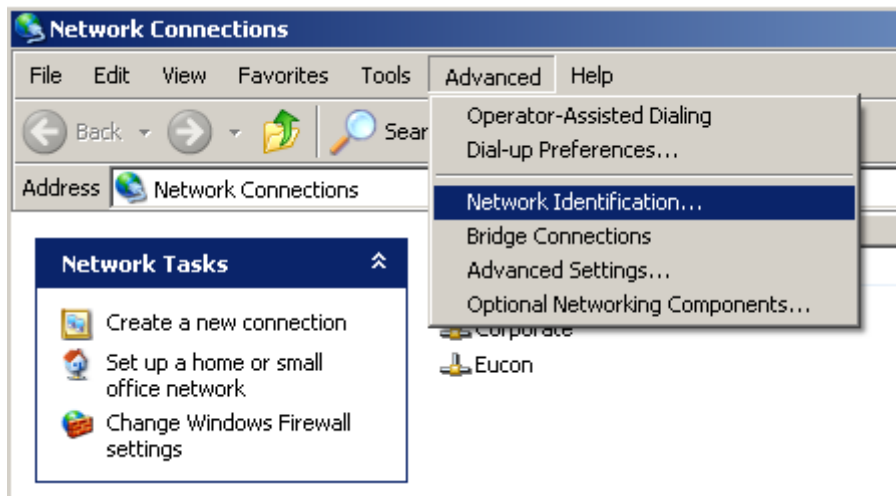 Network Connections
File Edit View Favorites Tools Advanced Help
Back Sear
Address Network Connections
Operator-Assisted Dialing
Dial-up Preferences...
Network Identification...
Bridge Connections
Advanced Settings...
Optional Networking Components...
Network Tasks
Create a new connection
Set up a home or small
office network
Change Windows Firewall
settings
Corporate
Eucon